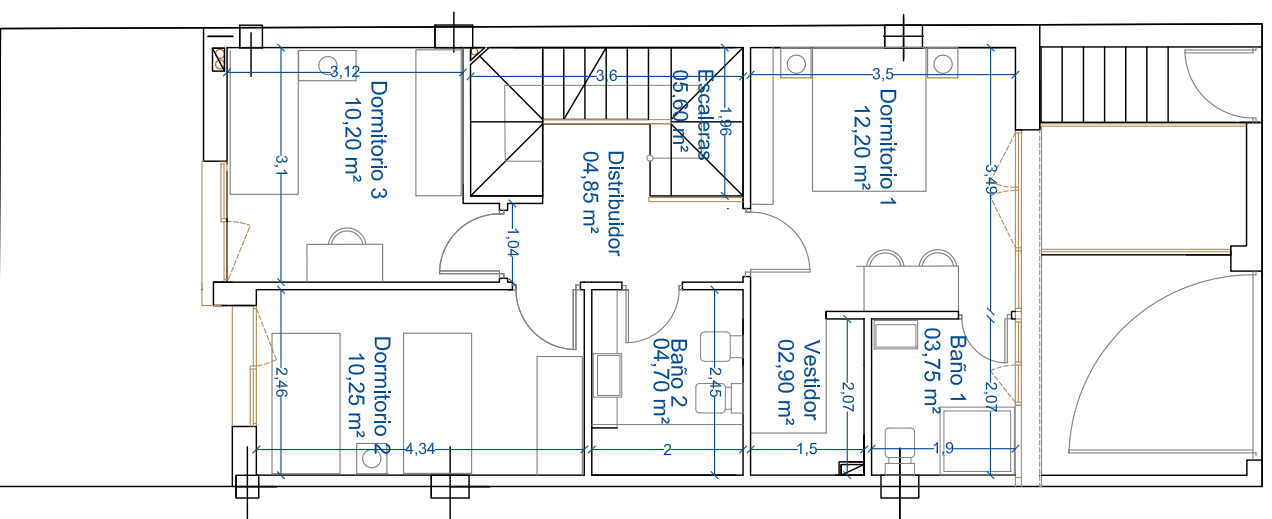 3,12
Dormitorio 3
10,20 m²
3,1
3,6
Escaleras
05,60 m²
1,96
Distribuidor
04,85 m²
1,04
3,5
Dormitorio 1
12,20 m²
3,49
Dormitorio 2
10,25 m²
2,46
4,34
Baño 2
04,70 m²
2,45
2
Vestidor
02,90 m²
2,07
1,5
Baño 1
03,75 m²
2,07
1,9